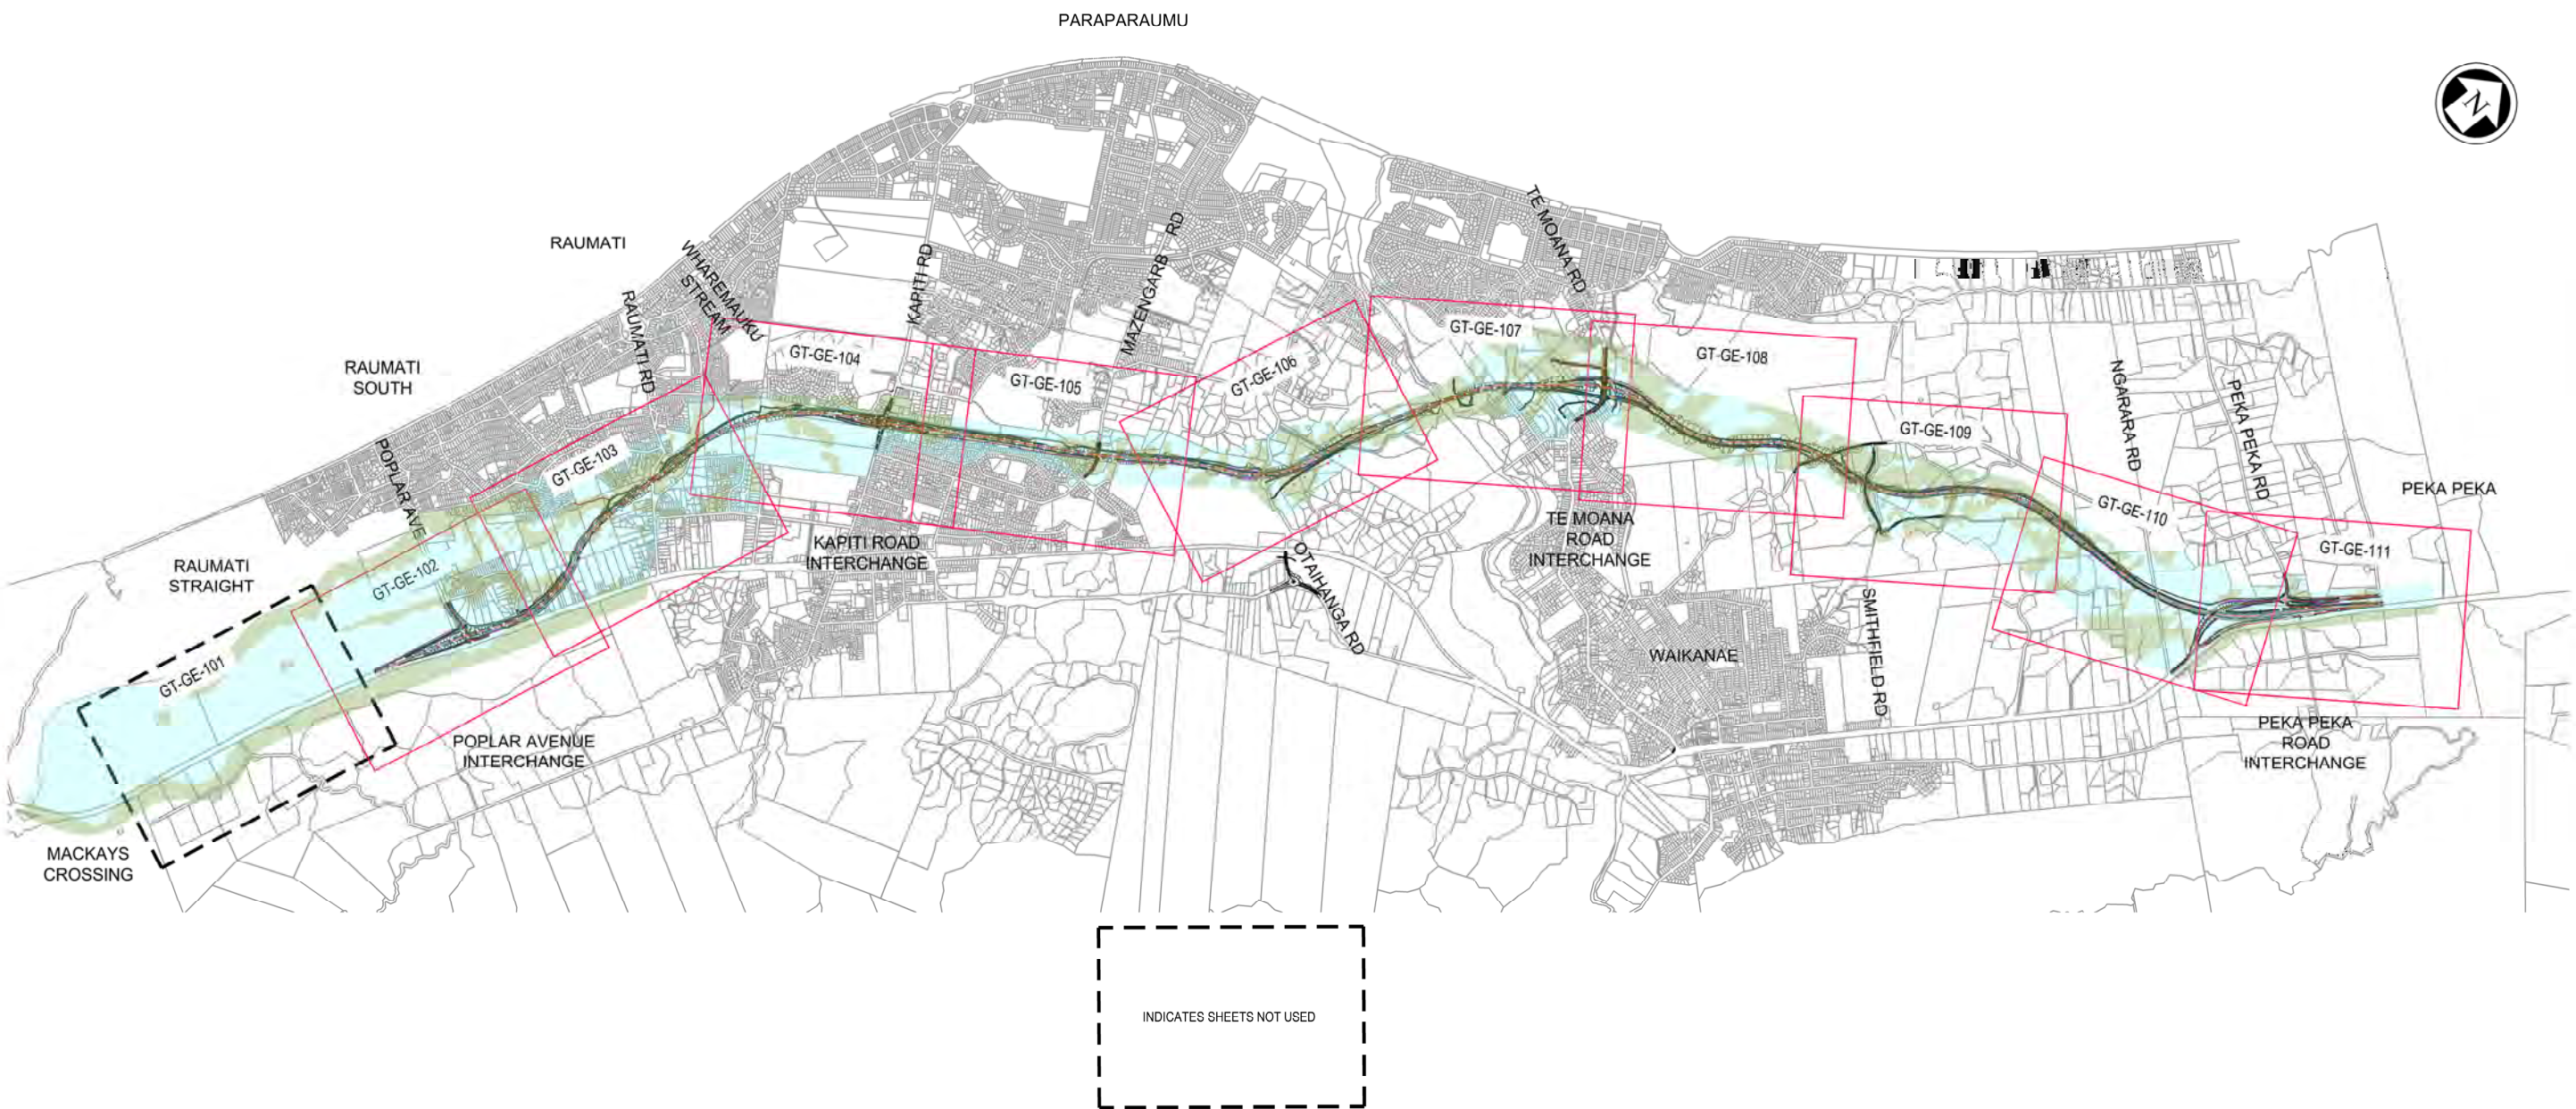 PARAPARAUMU
N
RAUMATI
WHAREMAUKU
STREAM
KAPITI RD
MAZENGARB RD
TE MOANA RD
RAUMATI RD
RAUMATI
SOUTH
POPLAR AVE
GT-GE-103
GT-GE-104
GT-GE-105
GT-GE-106
GT-GE-107
GT-GE-108
GT-GE-109
NGARARA RD
PEKA PEKA RD
PEKA PEKA
GT-GE-110
GT-GE-111
RAUMATI
STRAIGHT
GT-GE-102
GT-GE-101
KAPITI ROAD
INTERCHANGE
OTAIHANGA RD
TE MOANA
ROAD
INTERCHANGE
WAIKANAE
SMITHFIELD RD
POPLAR AVENUE
INTERCHANGE
PEKA PEKA
ROAD
INTERCHANGE
MACKAYS
CROSSING
INDICATES SHEETS NOT USED